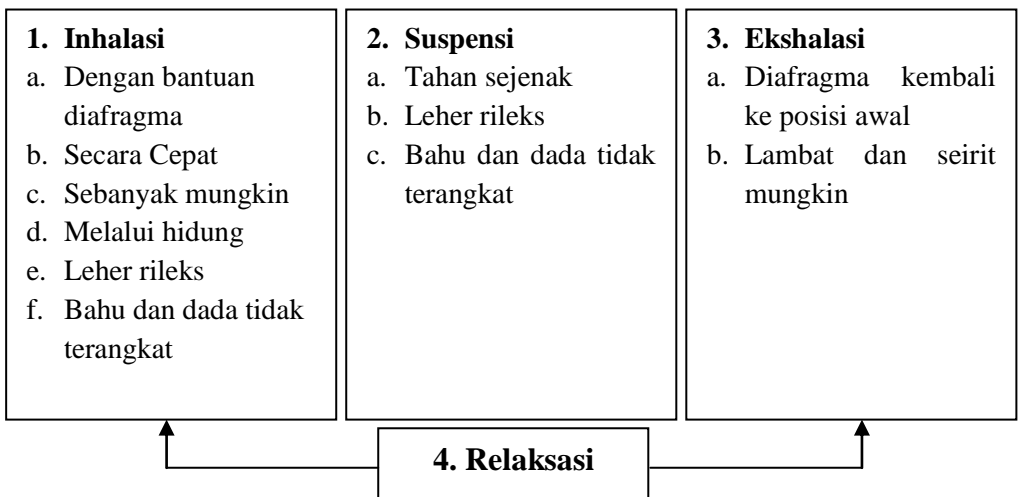 1. Inhalasi
a. Dengan bantuan
diafragma
b. Secara Cepat
c. Sebanyak mungkin
d. Melalui hidung
e. Leher rileks
f. Bahu dan dada tidak
terangkat
2. Suspensi
a. Tahan sejenak
b. Leher rileks
c. Bahu dan dada tidak
terangkat
3. Ekshalasi
a. Diafragma kembali
ke posisi awal
b. Lambat dan seirit
mungkin
4. Relaksasi